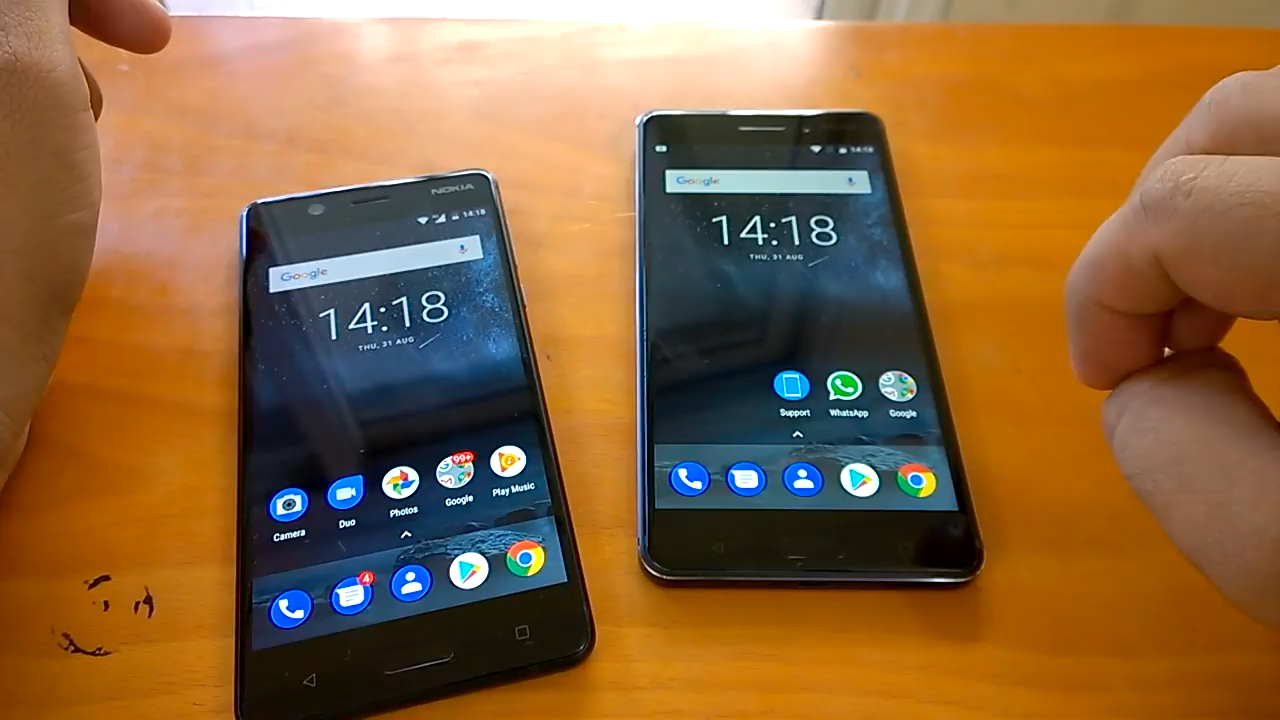 NOKIA
14:18
Google
14:18
THU, 31 AUG
Camera
Duo
Photos
99+
Google
Play Music
4
14:18
Google
14:18
THU, 31 AUG
Support
WhatsApp
Google